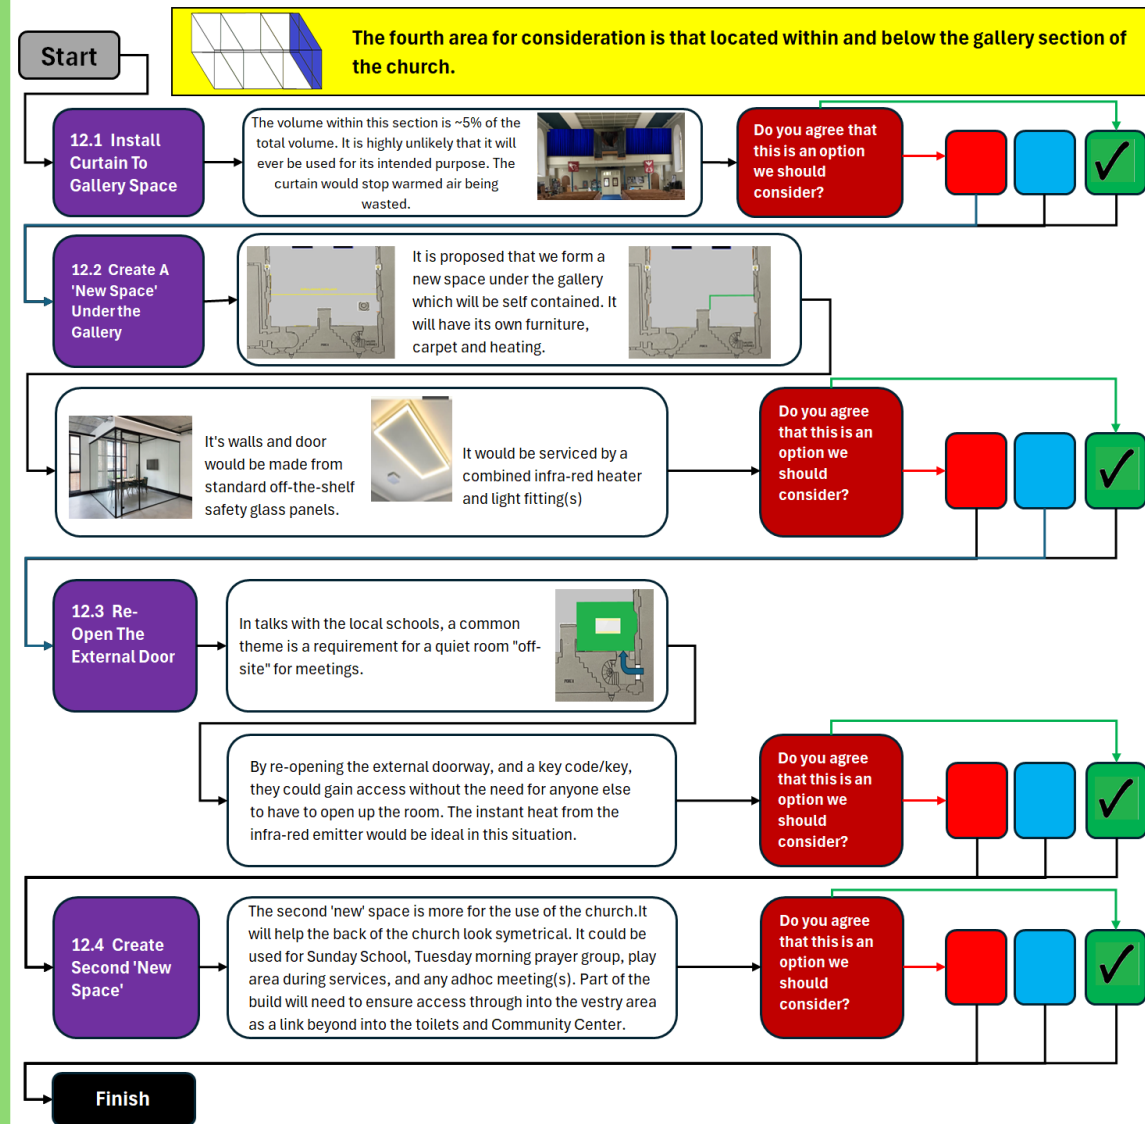 Start
The fourth area for consideration is that located within and below the gallery section of
the church.
12.1 Install
Curtain To
Gallery Space
The volume within this section is ~5% of the
total volume. It is highly unlikely that it will
ever be used for its intended purpose. The
curtain would stop warmed air being
wasted.
Do you agree that
this is an option
we should
consider?
12.2 Create A
'New Space'
Under the
Gallery
It is proposed that we form a
new space under the gallery
which will be self contained. It
will have its own furniture,
carpet and heating.
It's walls and door
would be made from
standard off-the-shelf
safety glass panels.
It would be serviced by a
combined infra-red heater
and light fitting(s)
Do you agree
that this is an
option we
should
consider?
12.3 Re-
Open The
External Door
In talks with the local schools, a common
theme is a requirement for a quiet room "off-
site" for meetings.
By re-opening the external doorway, and a key code/key,
they could gain access without the need for anyone else
to have to open up the room. The instant heat from the
infra-red emitter would be ideal in this situation.
Do you agree
that this is an
option we
should
consider?
12.4 Create
Second 'New
Space'
The second 'new' space is more for the use of the church.It
will help the back of the church look symetrical. It could be
used for Sunday School, Tuesday morning prayer group, play
area during services, and any adhoc meeting(s). Part of the
build will need to ensure access through into the vestry area
as a link beyond into the toilets and Community Center.
Do you agree
that this is an
option we
should
consider?
Finish